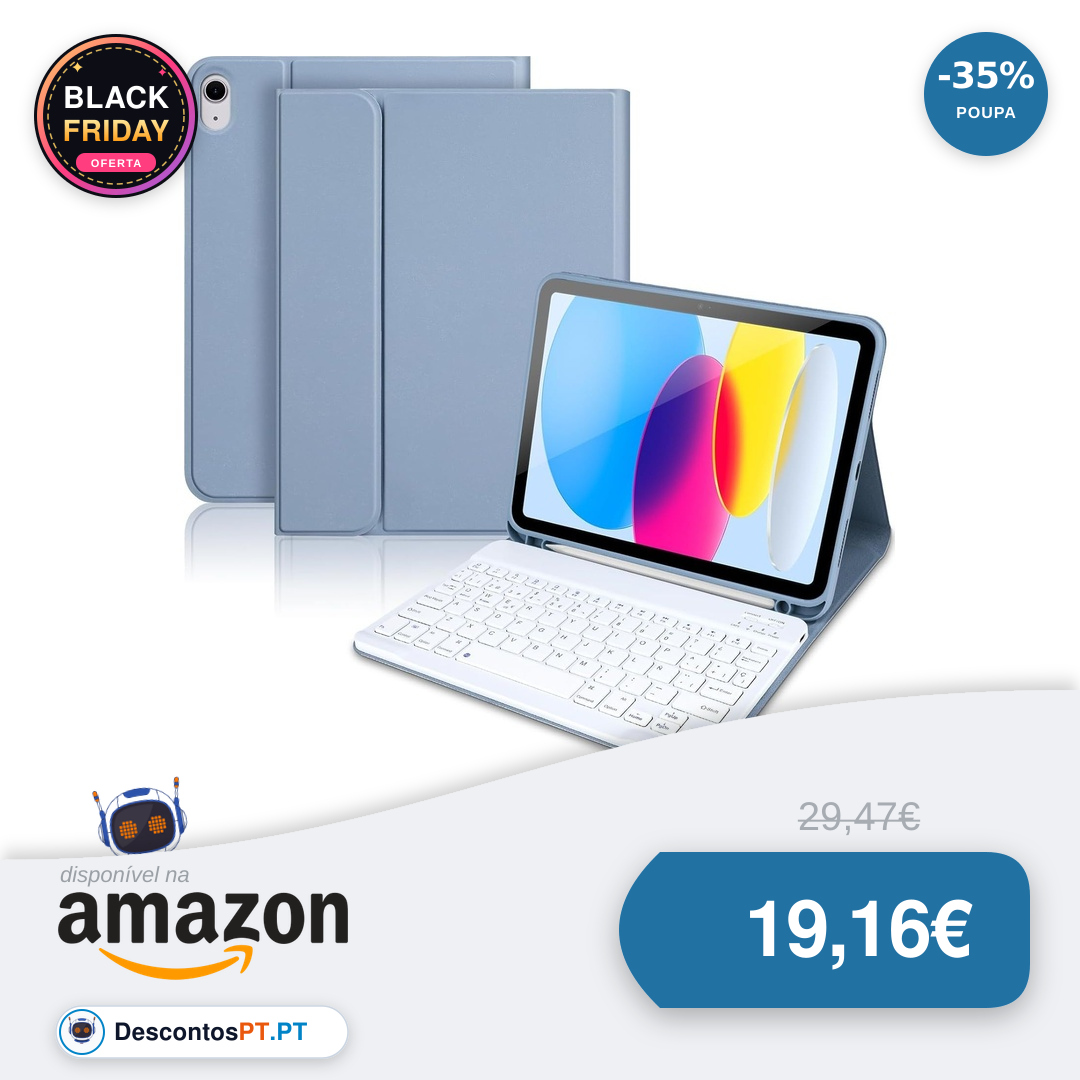 BLACK
FRIDAY
OFERTA
-35%
POUPA
29,47€
disponível na
amazon
19,16€
DescontosPT.PT